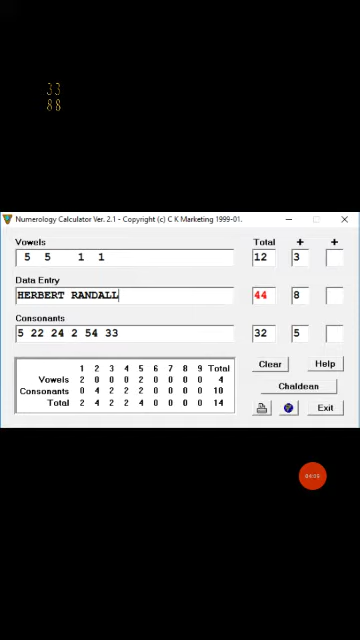 33
88
Numerology Calculator Ver. 2.1 - Copyright (c) C K Marketing 1999-01.
Vowels Total + +
5 5 1 1 12 3
Data Entry
HERBERT RANDALL 44 8
Consonants
5 22 24 2 54 33 32 5
1 2 3 4 5 6 7 8 9 Total
Vowels 2 0 0 0 2 0 0 0 0 4
Consonants 0 4 2 2 2 0 0 0 0 10
Total 2 4 2 2 4 0 0 0 0 14
Clear Help
Chaldean
Exit